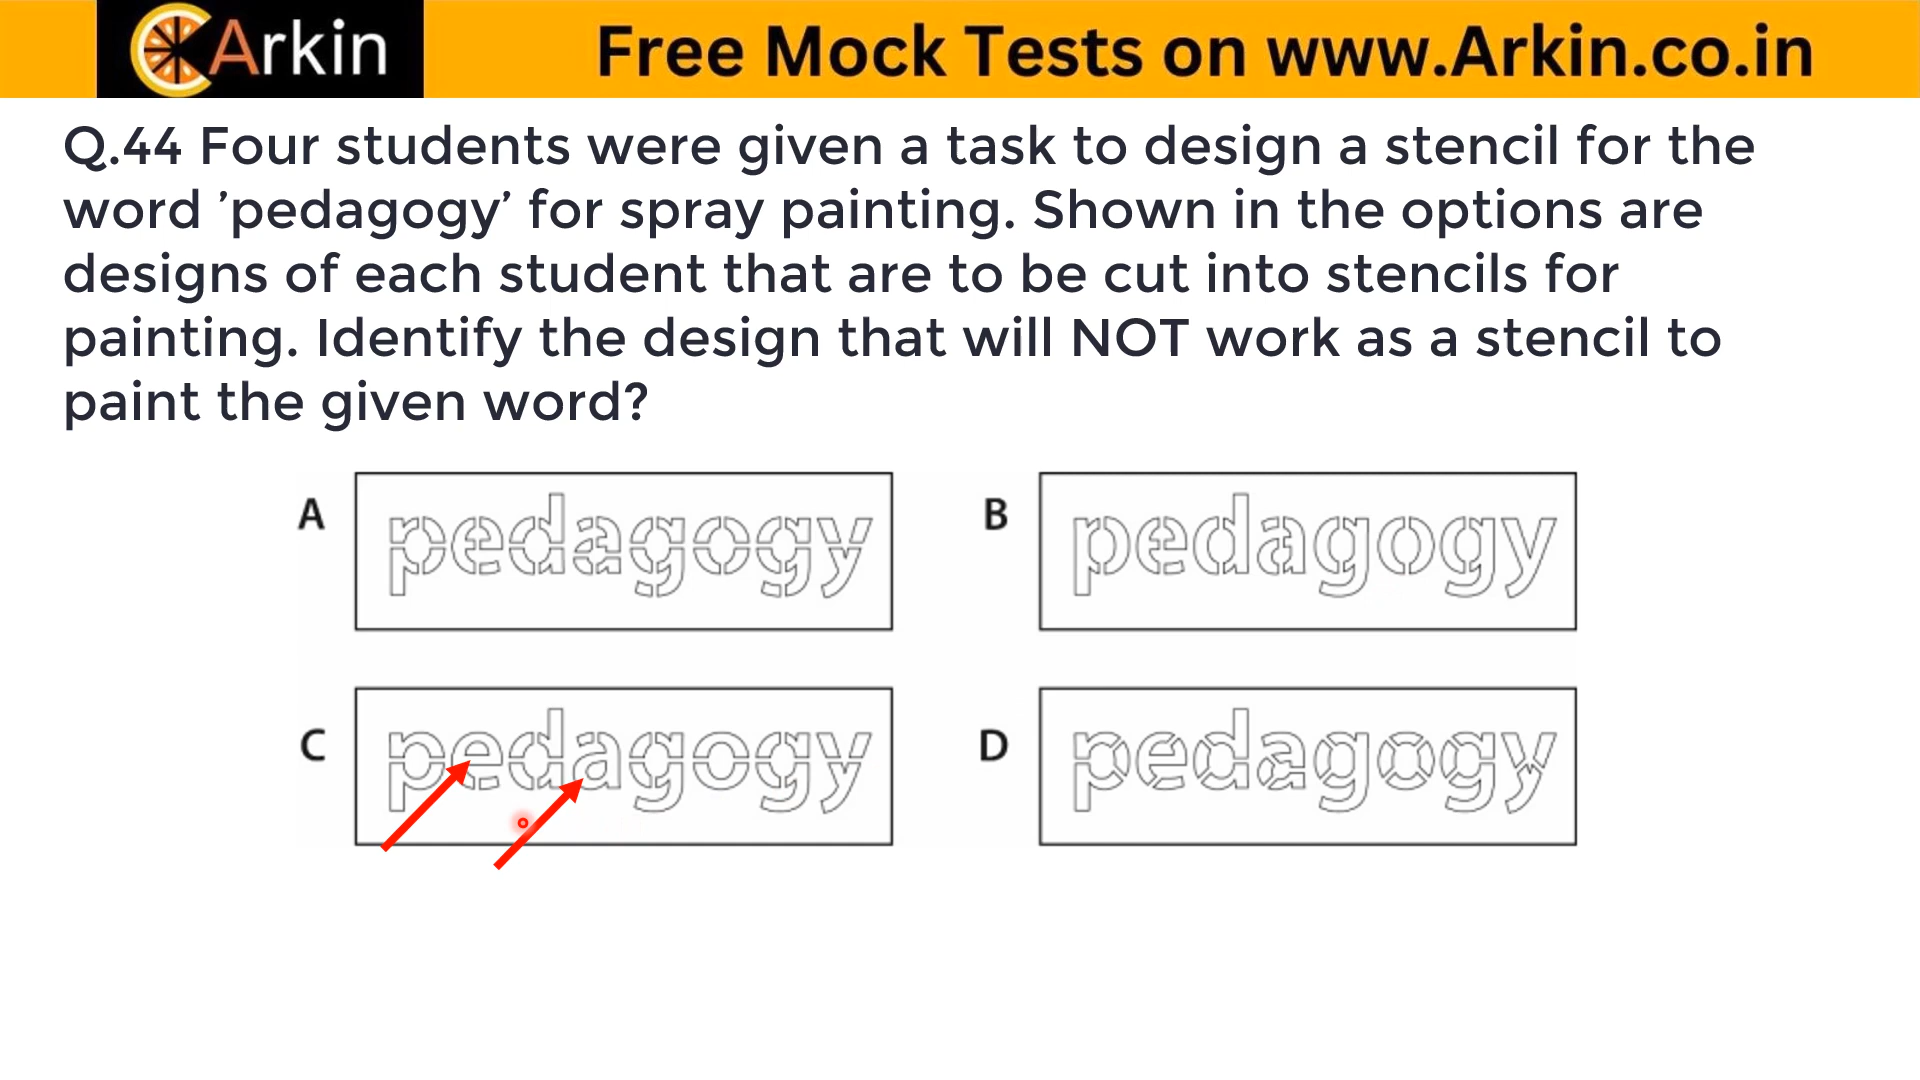 Arkin
Free Mock Tests on www.Arkin.co.in
Q.44 Four students were given a task to design a stencil for the
word ’pedagogy’ for spray painting. Shown in the options are
designs of each student that are to be cut into stencils for
painting. Identify the design that will NOT work as a stencil to
paint the given word?
A pedagogy
B pedagogy
C pedagogy
D pedagogy